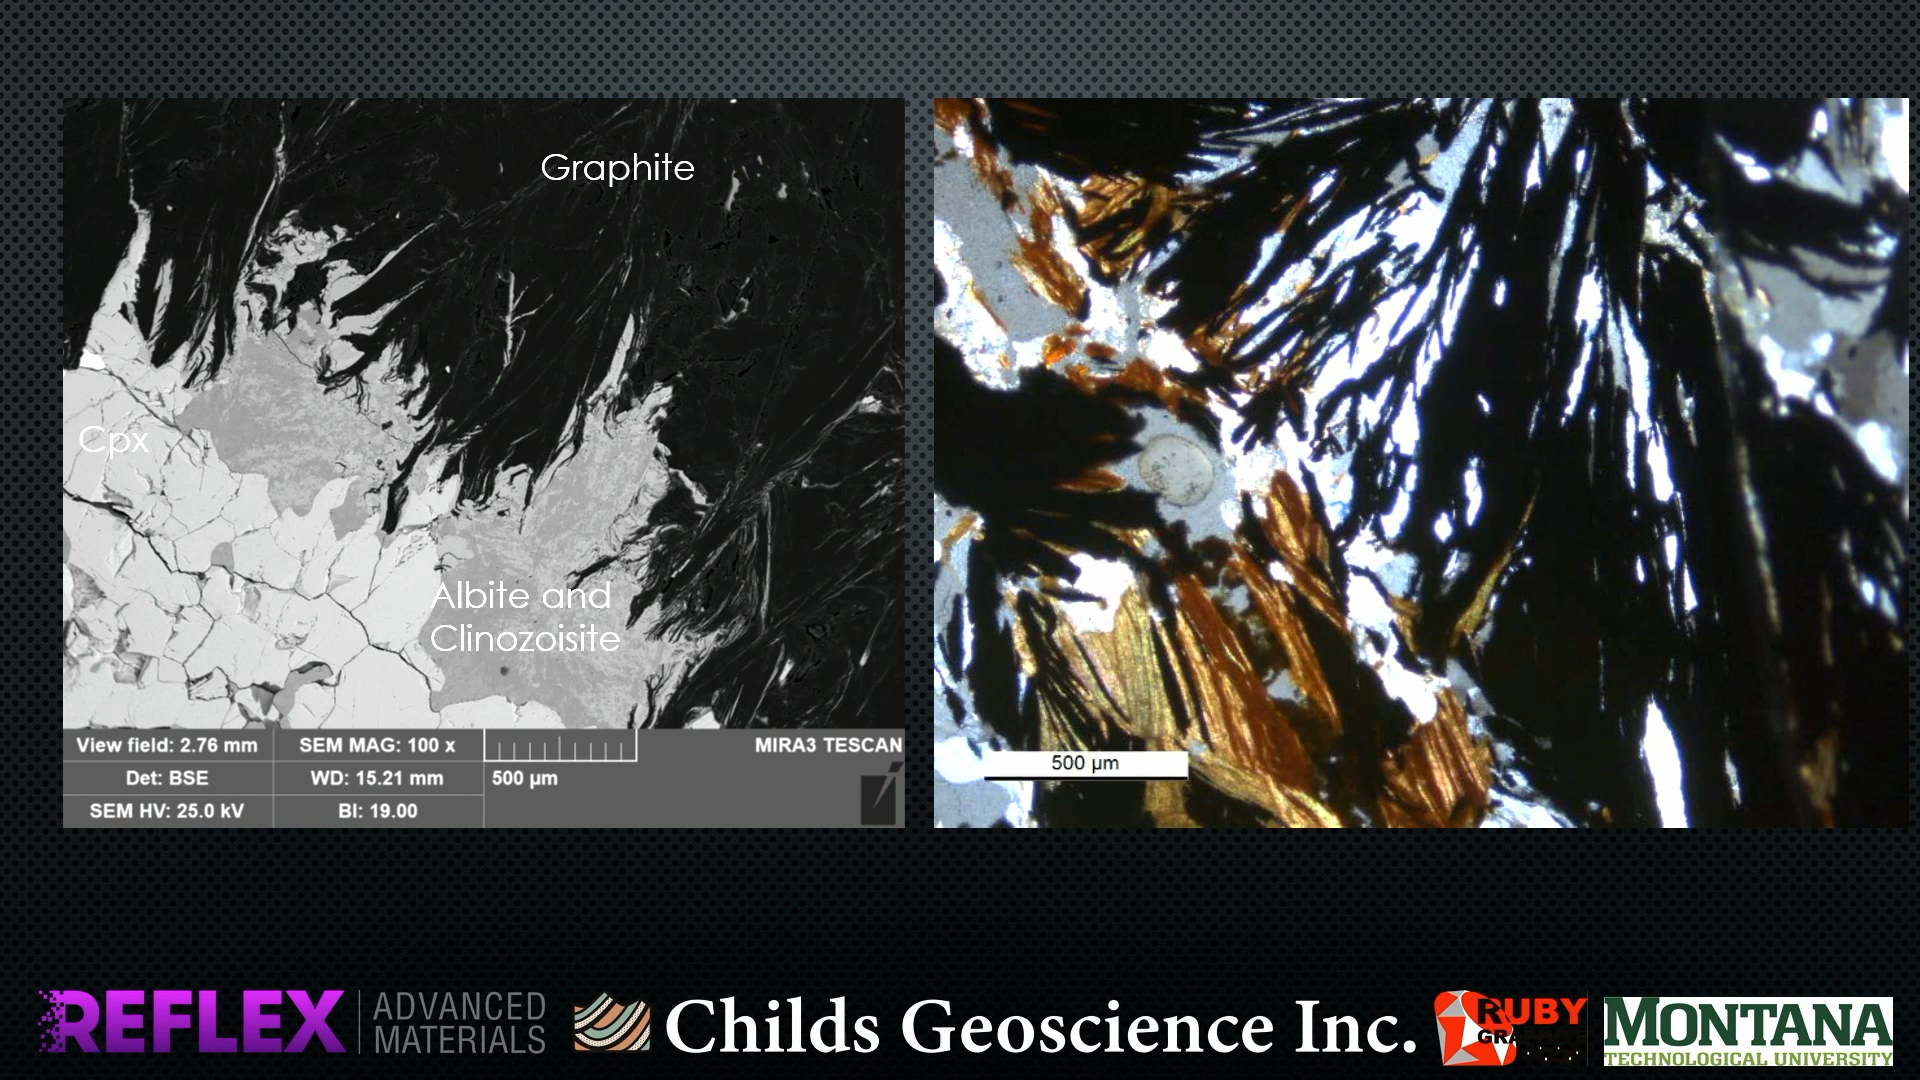 Graphite
Cpx
Albite and
Clinozoisite
View field: 2.76 mm
SEM MAG: 100 x
MIRA3 TESCAN
Det: BSE
WD: 15.21 mm
500 µm
SEM HV: 25.0 kV
BI: 19.00
500 µm
REFLEX
ADVANCED
MATERIALS
Childs Geoscience Inc.
RUBY
MONTANA
TECHNOLOGICAL UNIVERSITY